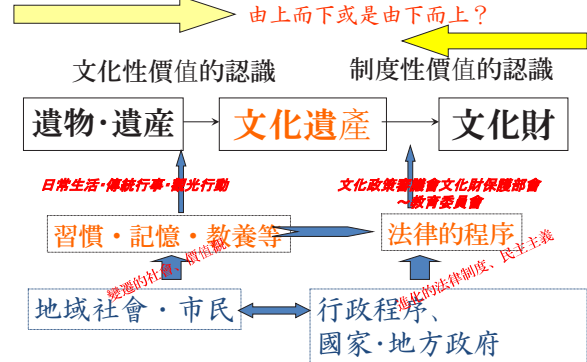 由上而下或是由下而上？
文化性價值的認識
制度性價值的認識
遺物·遺産
文化遺產
文化財
日常生活·傳統行事·觀光行動
文化政策審議會文化財保護部會
～教育委員會
習慣・記憶・教養等
法律的程序
變遷的社會、價值觀
進化的法律制度、民主主義
地域社會・市民
行政程序、
國家·地方政府